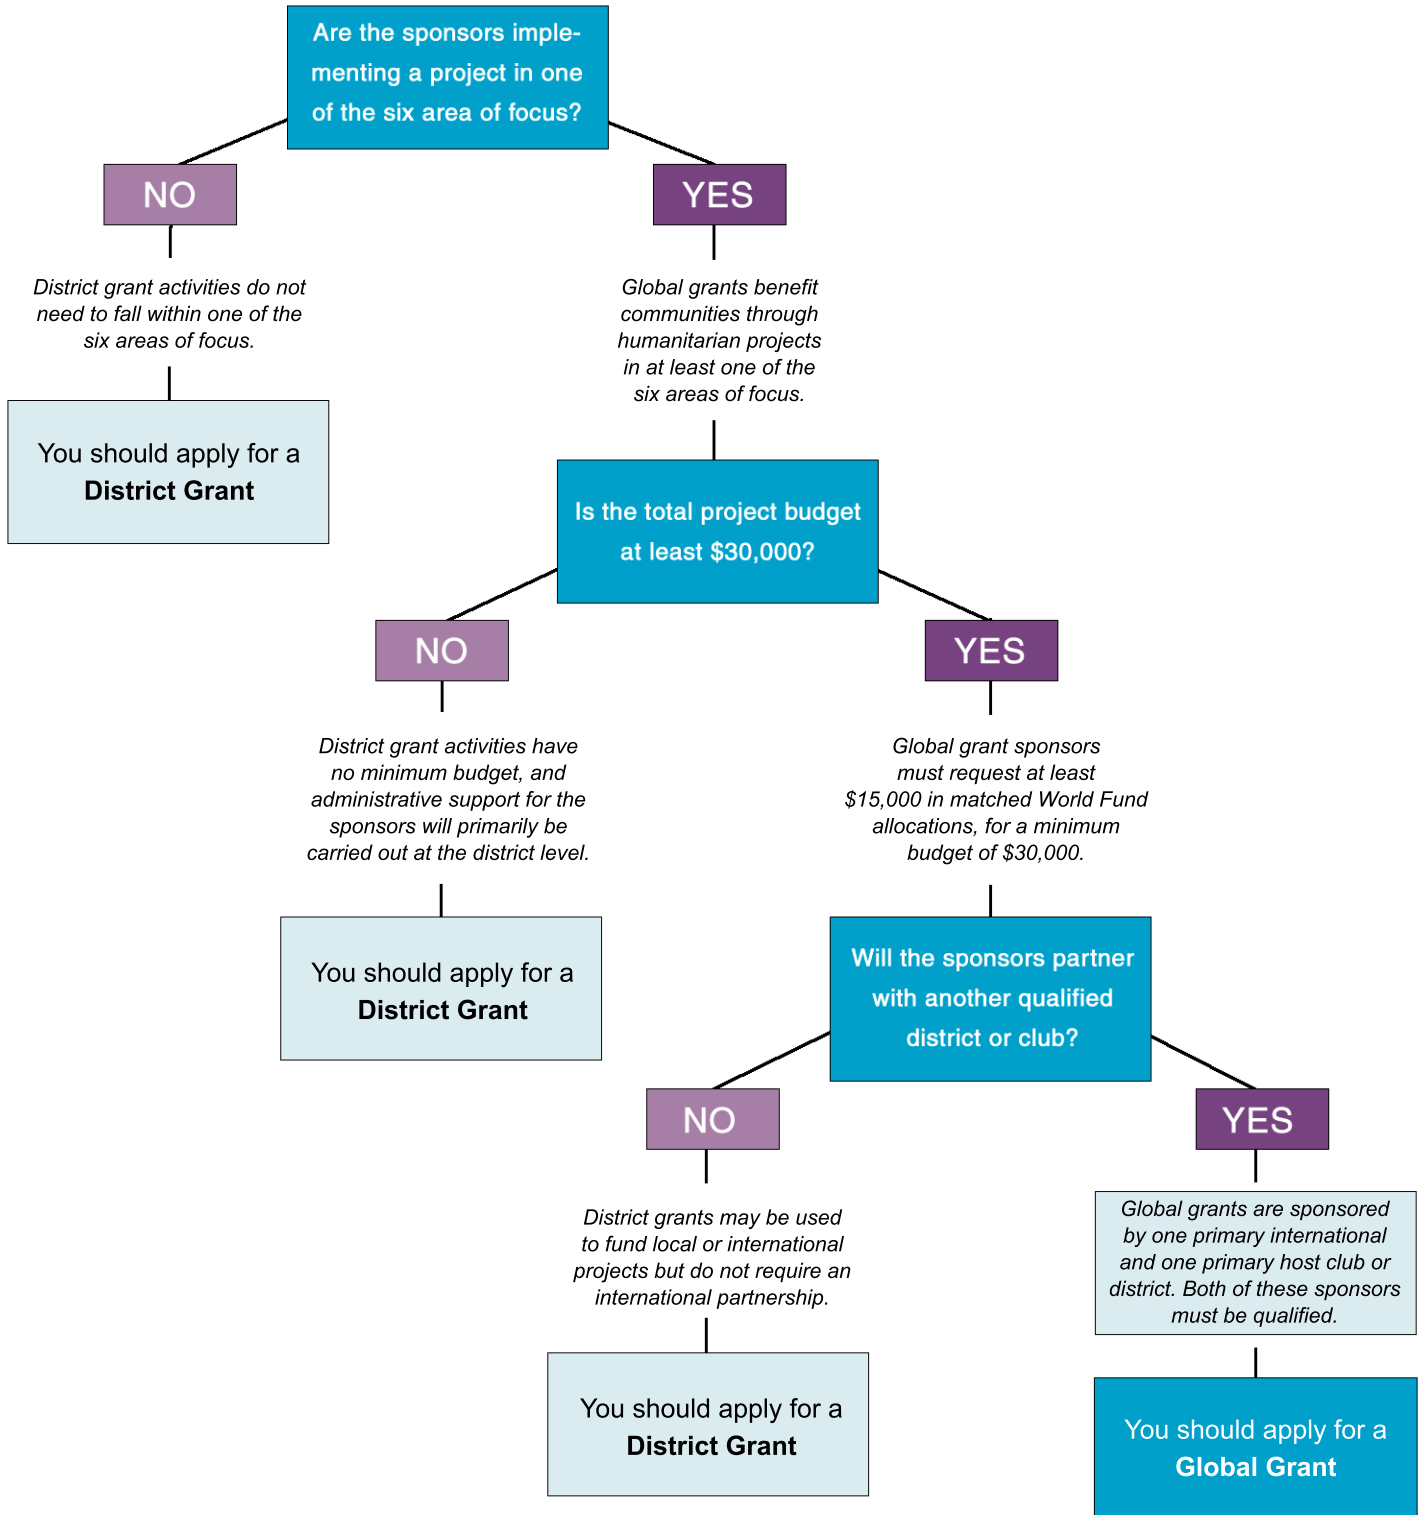 Are the sponsors imple-
menting a project in one
of the six area of focus?
NO
YES
District grant activities do not
need to fall within one of the
six areas of focus.
Global grants benefit
communities through
humanitarian projects
in at least one of the
six areas of focus.
You should apply for a
District Grant
Is the total project budget
at least $30,000?
NO
YES
District grant activities have
no minimum budget, and
administrative support for the
sponsors will primarily be
carried out at the district level.
Global grant sponsors
must request at least
$15,000 in matched World Fund
allocations, for a minimum
budget of $30,000.
You should apply for a
District Grant
Will the sponsors partner
with another qualified
district or club?
NO
YES
District grants may be used
to fund local or international
projects but do not require an
international partnership.
Global grants are sponsored
by one primary international
and one primary host club or
district. Both of these sponsors
must be qualified.
You should apply for a
District Grant
You should apply for a
Global Grant